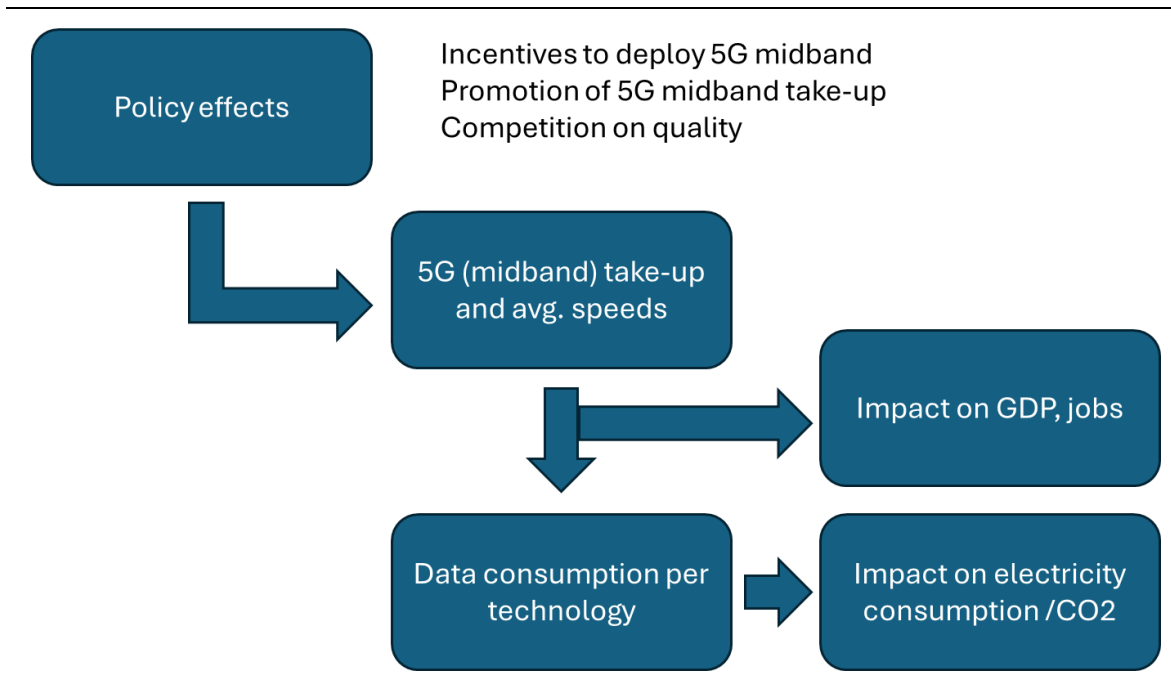 Policy effects
Incentives to deploy 5G midband
Promotion of 5G midband take-up
Competition on quality
5G (midband) take-up
and avg. speeds
Impact on GDP, jobs
Data consumption per
technology
Impact on electricity
consumption /CO2